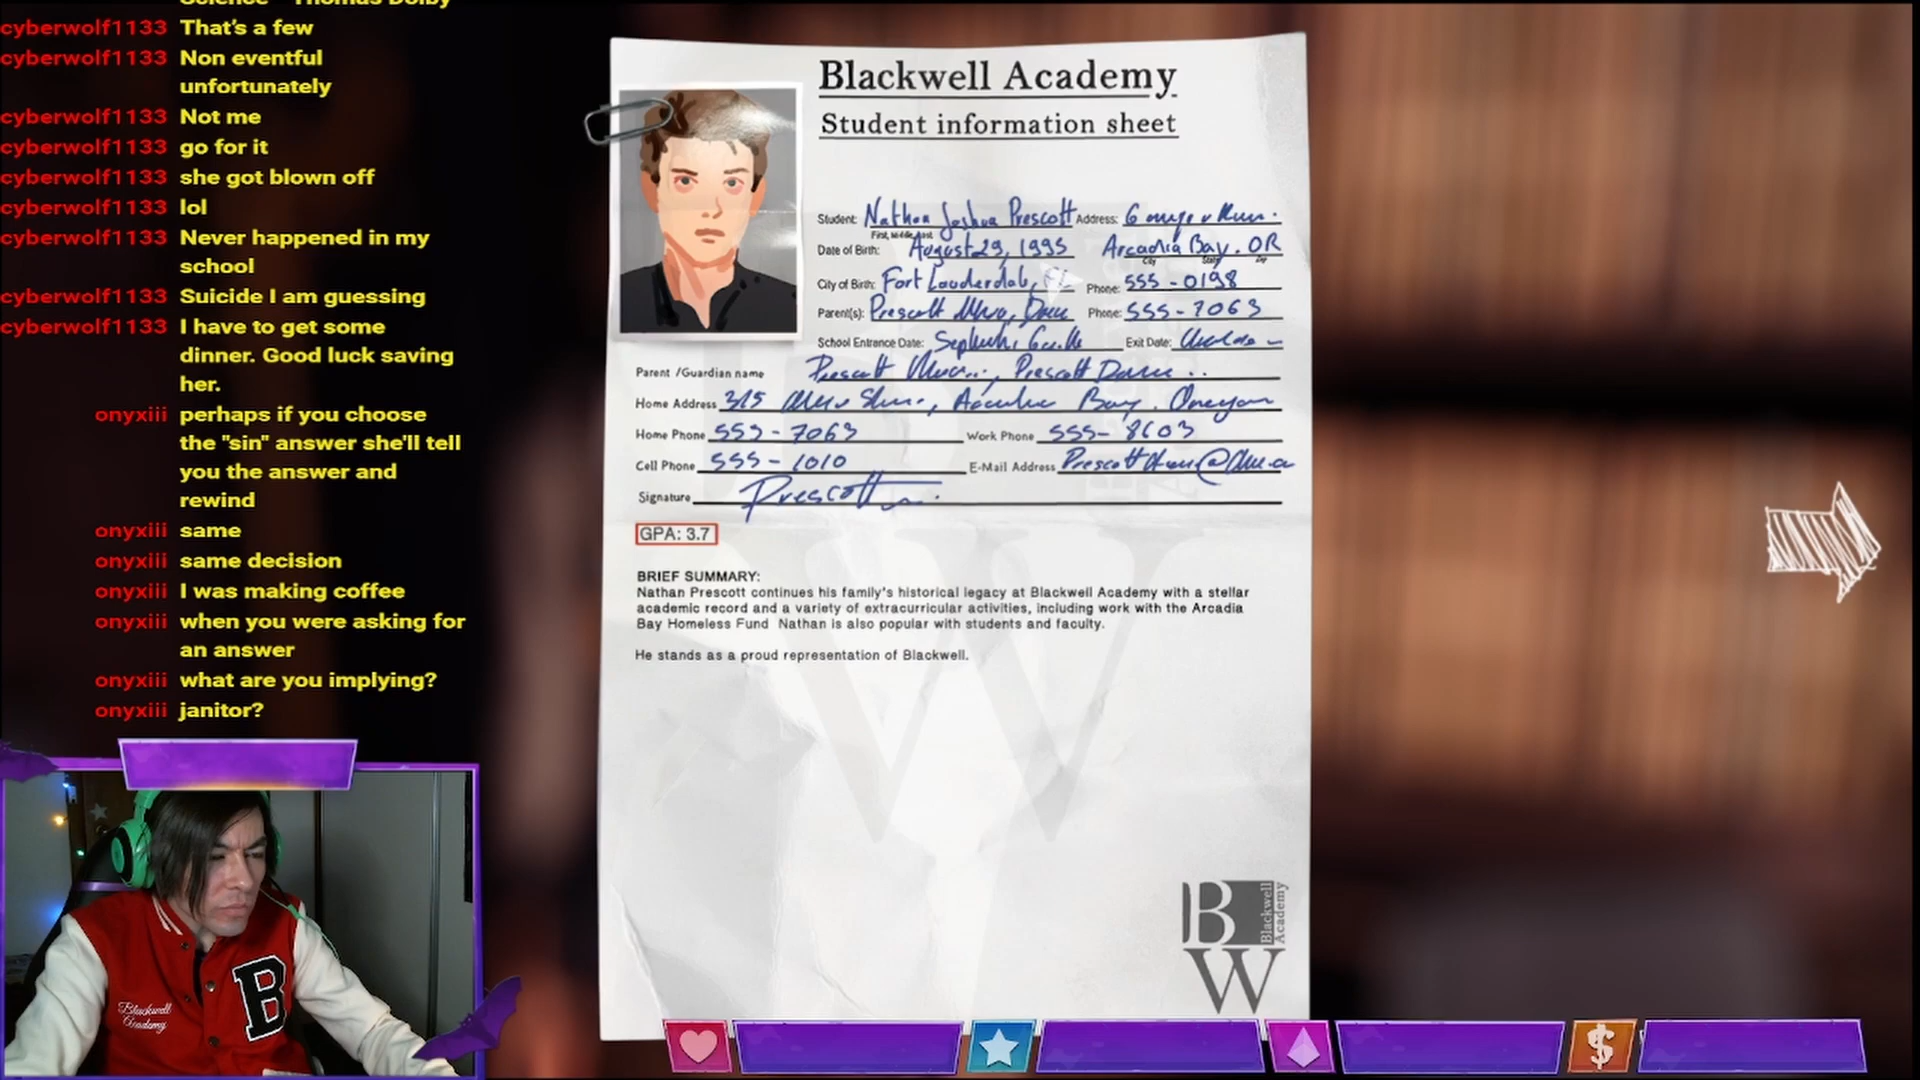 cyberwolf1133 That's a few
cyberwolf1133 Non eventful
unfortunately
cyberwolf1133 Not me
cyberwolf1133 go for it
cyberwolf1133 she got blown off
cyberwolf1133 lol
cyberwolf1133 Never happened in my
school
cyberwolf1133 Suicide I am guessing
cyberwolf1133 I have to get some
dinner. Good luck saving
her.
onyxiii perhaps if you choose
the "sin" answer she'll tell
you the answer and
rewind
onyxiii same
onyxiii same decision
onyxiii I was making coffee
onyxiii when you were asking for
an answer
onyxiii what are you implying?
onyxiii janitor?
Blackwell Academy
Student information sheet
Student: Nathan Joshua Prescott Address:
Date of Birth: August 29, 1995 Arcadia Bay. OR
City of Birth: Fort Lauderdale, Phone: 555-0198
Parent(s): Prescott Phone: 555-7063
School Entrance Date: Exit Date:
Parent /Guardian name Prescott Prescott
Home Address 315 Bay. Oregon
Home Phone 555-7063 Work Phone 555-8603
Cell Phone 555-1010 E-Mail Address
Signature Prescott
GPA: 3.7
BRIEF SUMMARY:
Nathan Prescott continues his family's historical legacy at Blackwell Academy with a stellar
academic record and a variety of extracurricular activities, including work with the Arcadia
Bay Homeless Fund Nathan is also popular with students and faculty.
He stands as a proud representation of Blackwell.
B Blackwell Academy
W
Blackwell
Academy
B